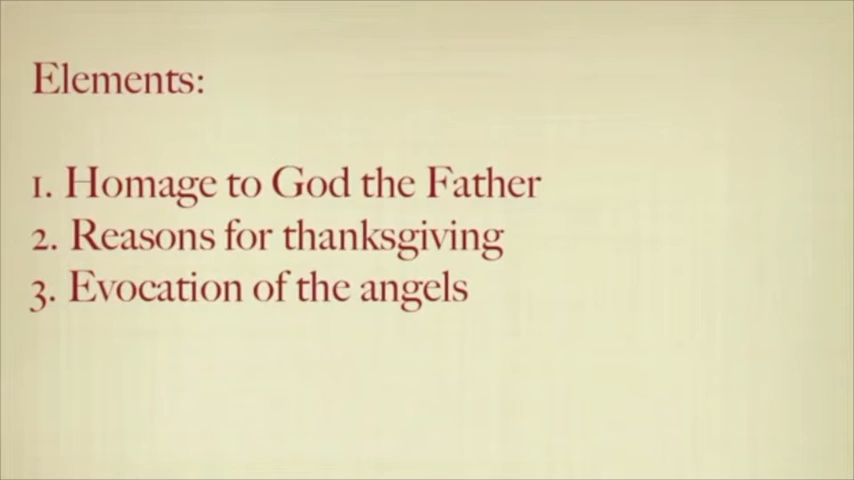 Elements:
1. Homage to God the Father
2. Reasons for thanksgiving
3. Evocation of the angels